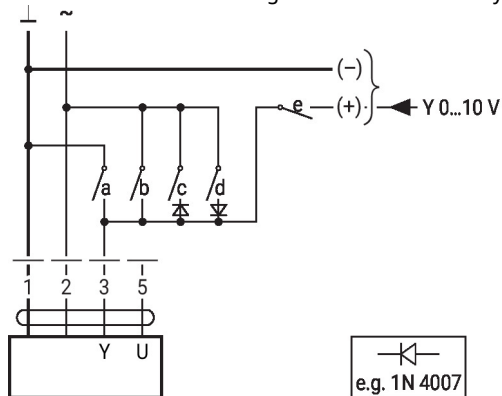 ⊥ ~
(–)
e (+) Y 0...10 V
a b c d
1 2 3 5
Y U
e.g. 1N 4007